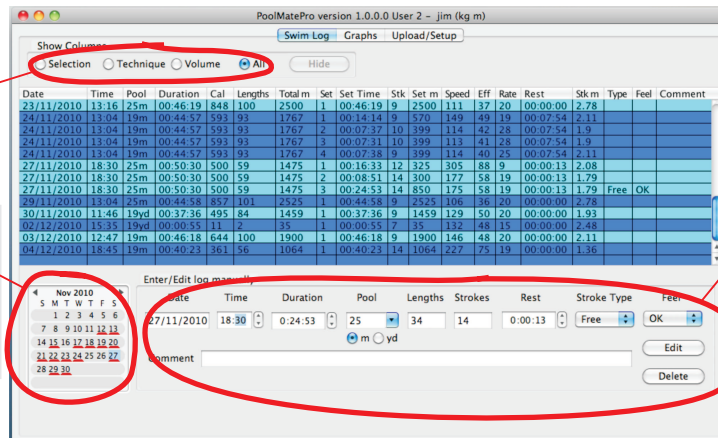 PoolMatePro version 1.0.0.0 User 2 – jim (kg m)
Swim Log Graphs Upload/Setup
Show Columns
Selection Technique Volume All Hide
Date Time Pool Duration Cal Lengths Total m Set Set Time Stk Set m Speed Eff Rate Rest Stk m Type Feel Comment
23/11/2010 13:16 25m 00:46:19 848 100 2500 1 00:46:19 9 2500 111 37 20 00:00:00 2.78
24/11/2010 13:04 19m 00:44:57 593 93 1767 1 00:14:14 9 570 149 49 19 00:07:54 2.11
24/11/2010 13:04 19m 00:44:57 593 93 1767 2 00:07:37 10 399 114 42 28 00:07:54 1.9
24/11/2010 13:04 19m 00:44:57 593 93 1767 3 00:07:31 10 399 113 41 28 00:07:54 1.9
24/11/2010 13:04 19m 00:44:57 593 93 1767 4 00:07:38 9 399 114 40 25 00:07:54 2.11
27/11/2010 18:30 25m 00:50:30 500 59 1475 1 00:16:33 12 325 305 88 9 00:00:13 2.08
27/11/2010 18:30 25m 00:50:30 500 59 1475 2 00:08:51 14 300 177 58 19 00:00:13 1.79
27/11/2010 18:30 25m 00:50:30 500 59 1475 3 00:24:53 14 850 175 58 19 00:00:13 1.79 Free OK
29/11/2010 13:04 25m 00:44:58 857 101 2525 1 00:44:58 9 2525 106 36 20 00:00:00 2.78
30/11/2010 11:46 19yd 00:37:36 495 84 1459 1 00:37:36 9 1459 129 50 20 00:00:00 1.93
02/12/2010 15:35 19yd 00:00:55 11 2 35 1 00:00:55 7 35 132 48 15 00:00:00 2.48
03/12/2010 12:47 19m 00:46:18 644 100 1900 1 00:46:18 9 1900 146 48 20 00:00:00 2.11
04/12/2010 18:45 19m 00:40:23 361 56 1064 1 00:40:23 14 1064 227 75 19 00:00:00 1.36
Nov 2010
S M T W T F S
1 2 3 4 5 6
7 8 9 10 11 12 13
14 15 16 17 18 19 20
21 22 23 24 25 26 27
28 29 30
Enter/Edit log manually
Date Time Duration Pool Lengths Strokes Rest Stroke Type Feel
27/11/2010 18:30 0:24:53 25 34 14 0:00:13 Free OK
m yd
Comment
Edit
Delete